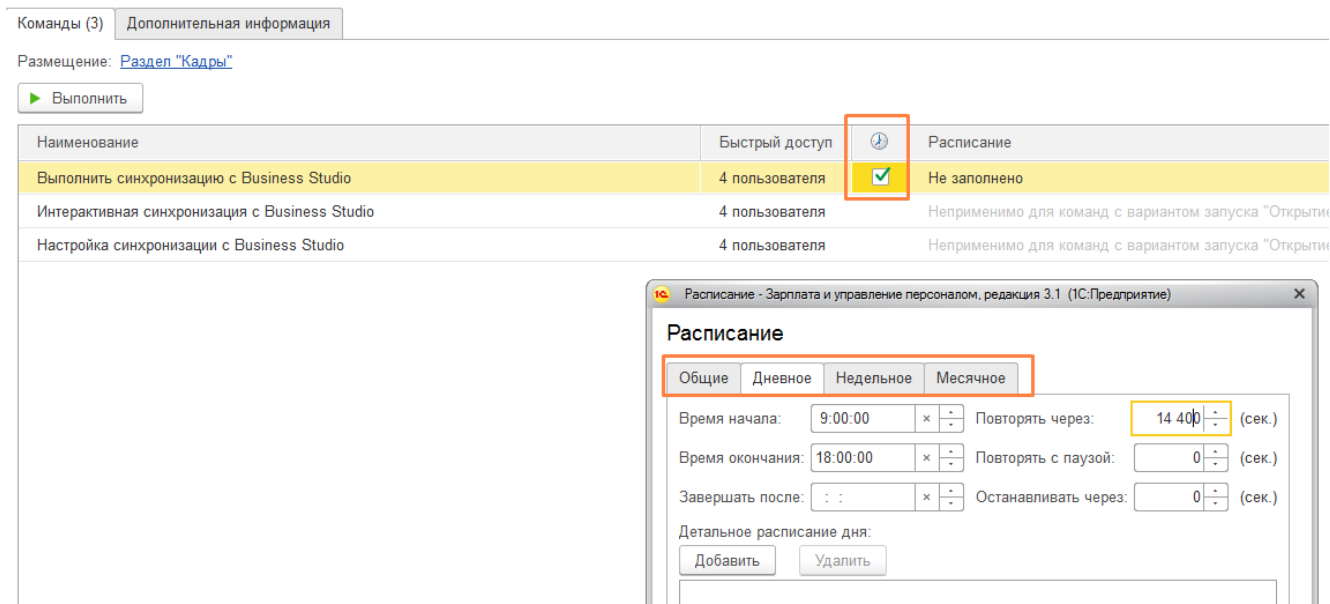 Команды (3) Дополнительная информация
Размещение: Раздел "Кадры"
Выполнить
Наименование Быстрый доступ Расписание
Выполнить синхронизацию с Business Studio 4 пользователя Не заполнено
Интерактивная синхронизация с Business Studio 4 пользователя Неприменимо для команд с вариантом запуска "Открытие
Настройка синхронизации с Business Studio 4 пользователя Неприменимо для команд с вариантом запуска "Открытие
1С Расписание - Зарплата и управление персоналом, редакция 3.1 (1С:Предприятие)
Расписание
Общие Дневное Недельное Месячное
Время начала: 9:00:00 Повторять через: 14 400 (сек.)
Время окончания: 18:00:00 Повторять с паузой: 0 (сек.)
Завершать после: : : Останавливать через: 0 (сек.)
Детальное расписание дня:
Добавить Удалить